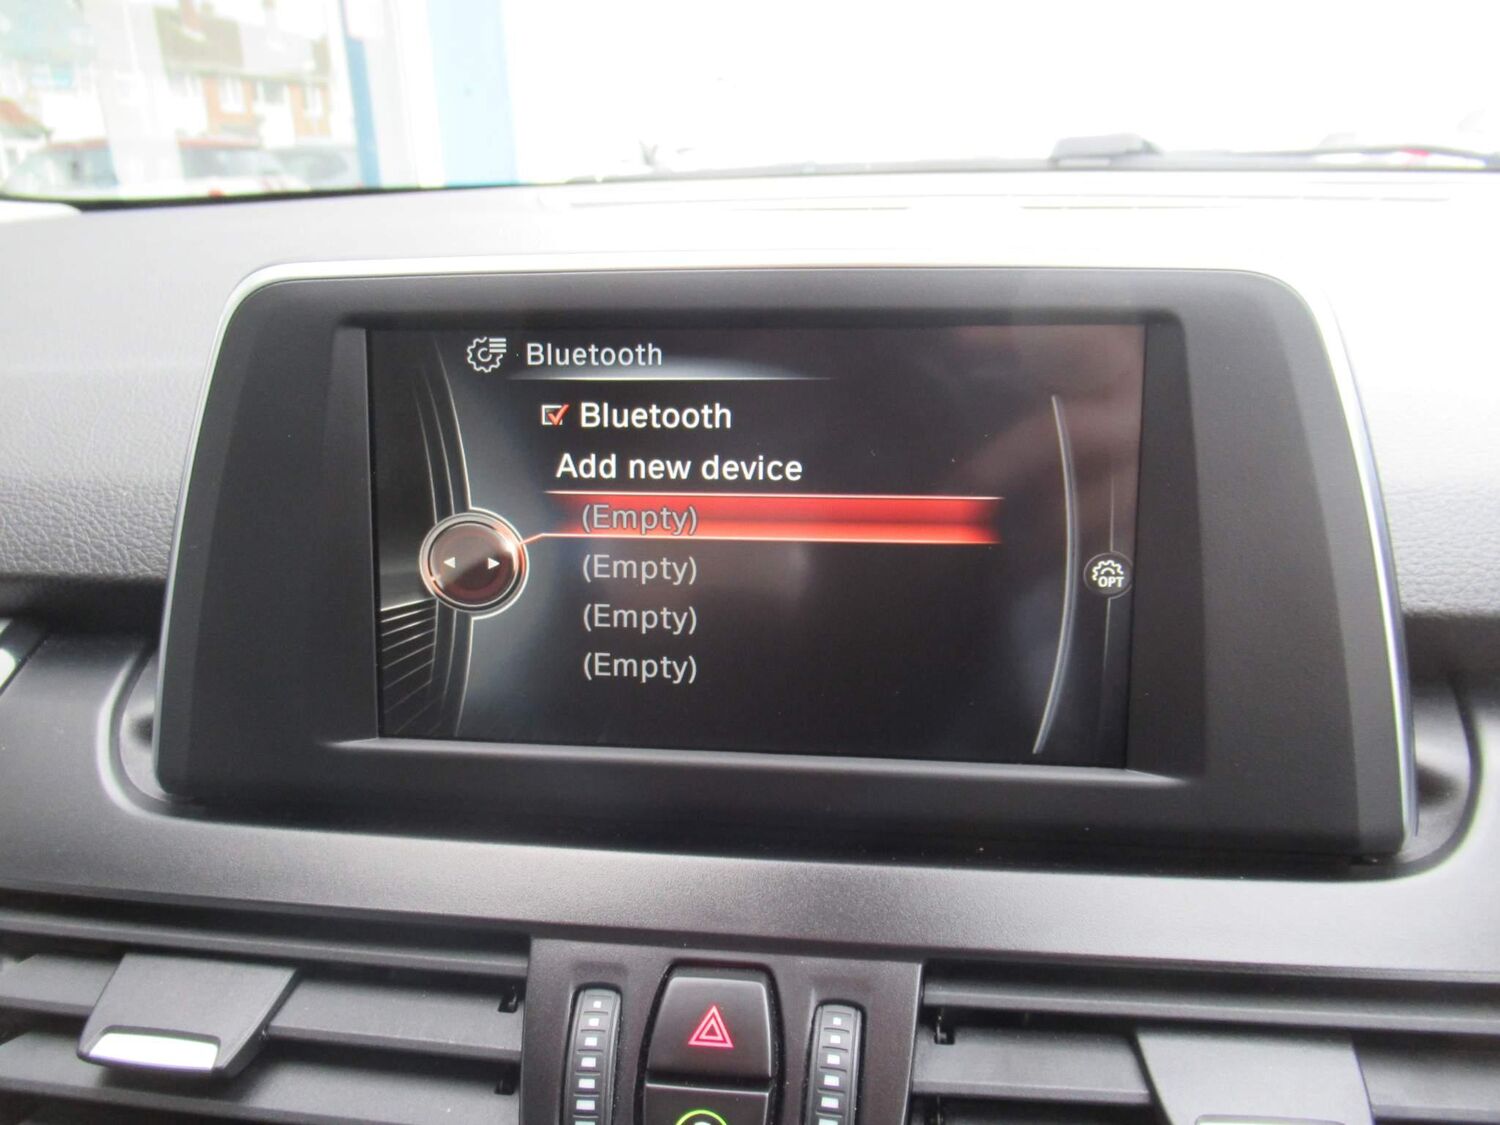 Bluetooth
Bluetooth
Add new device
(Empty)
(Empty)
(Empty)
(Empty)
OPT